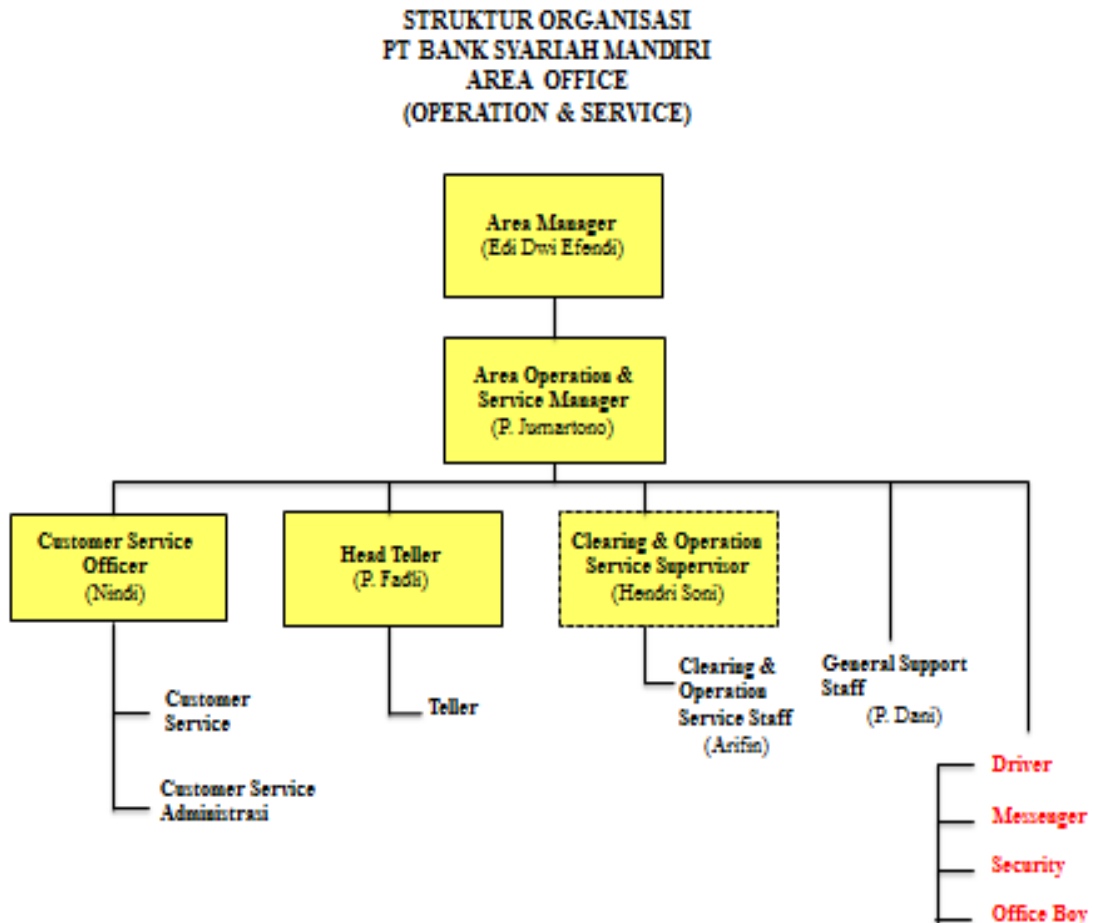 STRUKTUR ORGANISASI
PT BANK SYARIAH MANDIRI
AREA OFFICE
(OPERATION & SERVICE)
Area Manager
(Edi Dwi Efendi)
Area Operation &
Service Manager
(P. Jumartono)
Customer Service
Officer
(Nindi)
Head Teller
(P. Fadli)
Clearing & Operation
Service Supervisor
(Hendri Soni)
Customer
Service
Customer Service
Administrasi
Teller
Clearing &
Operation
Service Staff
(Arifin)
General Support
Staff
(P. Dani)
Driver
Messenger
Security
Office Boy